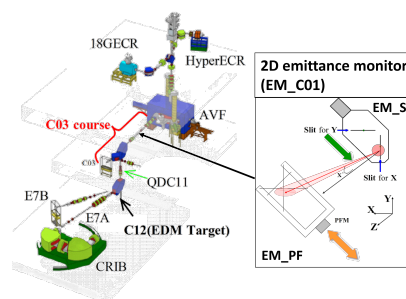 18GECR
HyperECR
AVF
C03 course
C03
QDC11
E7B
E7A
C12(EDM Target)
CRIB
2D emittance monitor
(EM_C01)
EM_S
Slit for Y
X
Slit for X
PFM
Y
X
Z
EM_PF